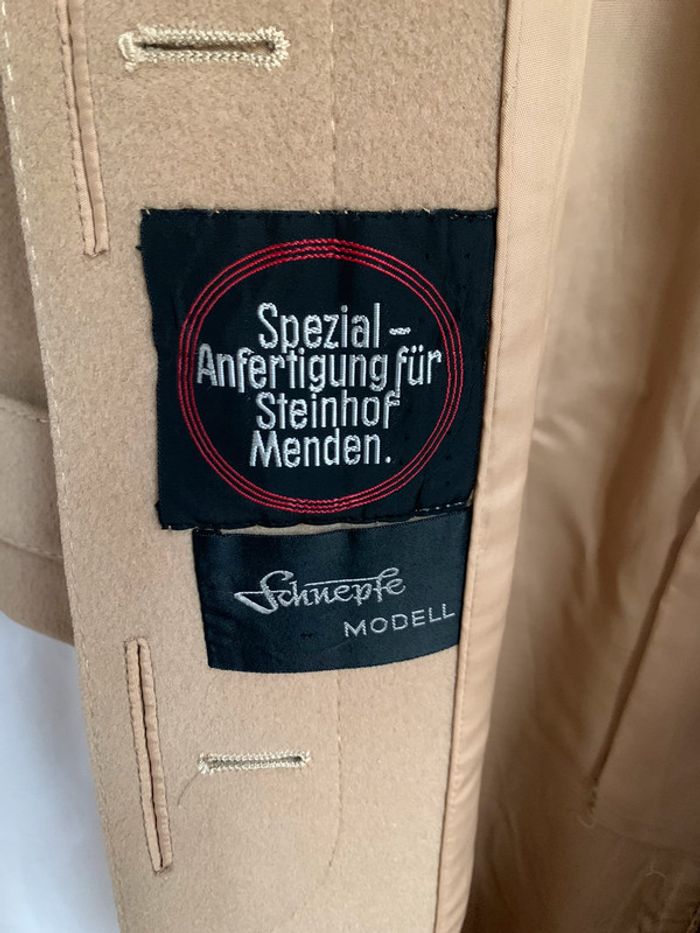 Spezial-
Anfertigung für
Steinhof
Menden.
Schnepfe
MODELL